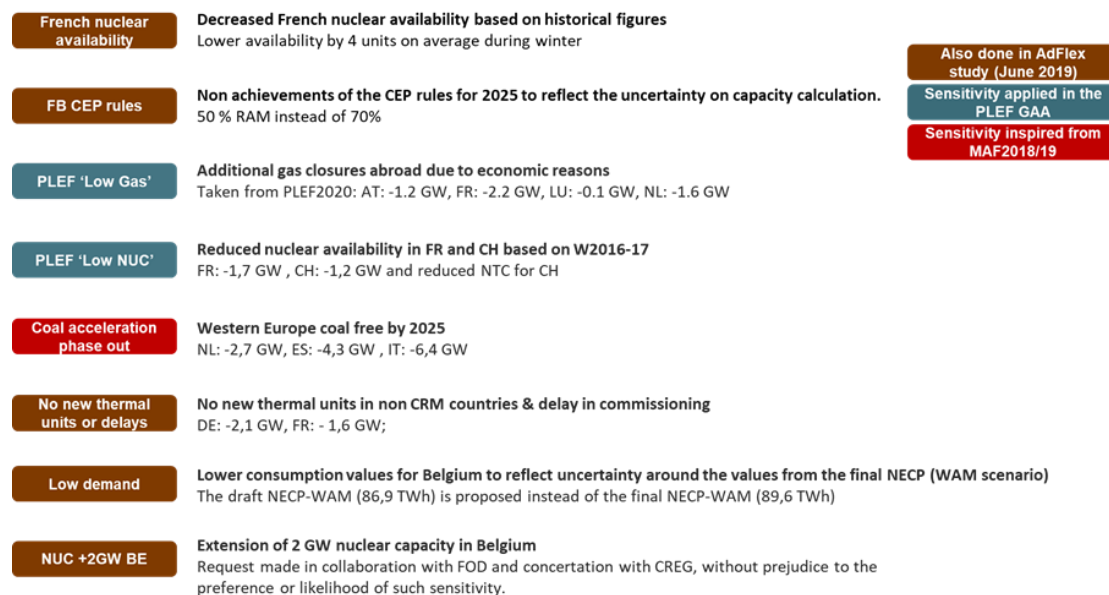 French nuclear
availability
Decreased French nuclear availability based on historical figures
Lower availability by 4 units on average during winter
Also done in AdFlex
study (June 2019)
Sensitivity applied in the
PLEF GAA
Sensitivity inspired from
MAF2018/19
FB CEP rules
Non achievements of the CEP rules for 2025 to reflect the uncertainty on capacity calculation.
50 % RAM instead of 70%
PLEF ‘Low Gas’
Additional gas closures abroad due to economic reasons
Taken from PLEF2020: AT: -1.2 GW, FR: -2.2 GW, LU: -0.1 GW, NL: -1.6 GW
PLEF ‘Low NUC’
Reduced nuclear availability in FR and CH based on W2016-17
FR: -1,7 GW , CH: -1,2 GW and reduced NTC for CH
Coal acceleration
phase out
Western Europe coal free by 2025
NL: -2,7 GW, ES: -4,3 GW , IT: -6,4 GW
No new thermal
units or delays
No new thermal units in non CRM countries & delay in commissioning
DE: -2,1 GW, FR: - 1,6 GW;
Low demand
Lower consumption values for Belgium to reflect uncertainty around the values from the final NECP (WAM scenario)
The draft NECP-WAM (86,9 TWh) is proposed instead of the final NECP-WAM (89,6 TWh)
NUC +2GW BE
Extension of 2 GW nuclear capacity in Belgium
Request made in collaboration with FOD and concertation with CREG, without prejudice to the
preference or likelihood of such sensitivity.